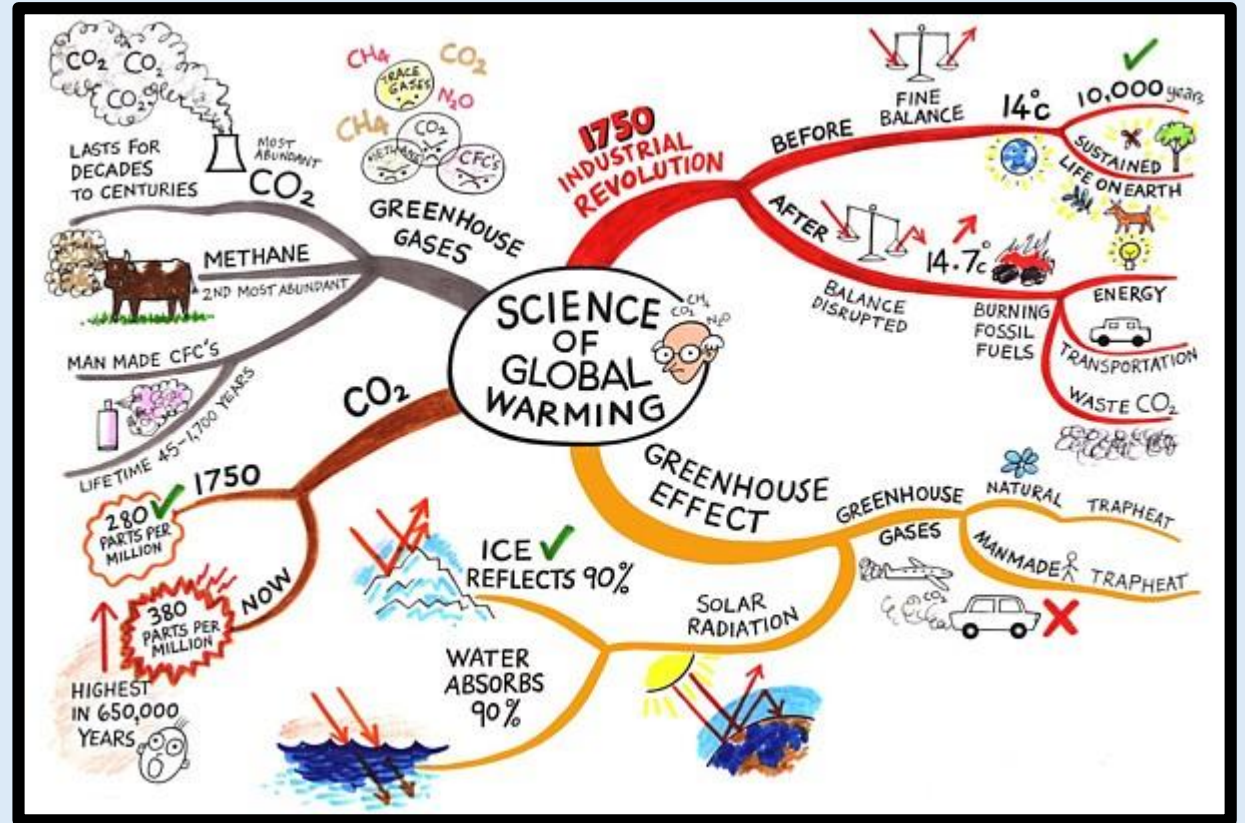 SCIENCE
OF
GLOBAL
WARMING
CH4
CO2
N2O
1750
INDUSTRIAL
REVOLUTION
BEFORE
FINE
BALANCE
14°C
10,000 years
SUSTAINED
LIFE ON EARTH
AFTER
BALANCE
DISRUPTED
14.7°c
BURNING
FOSSIL
FUELS
ENERGY
TRANSPORTATION
WASTE CO2
GREENHOUSE
EFFECT
GREENHOUSE
GASES
NATURAL
TRAPHEAT
MANMADE
TRAPHEAT
CO2
SOLAR
RADIATION
ICE
REFLECTS 90%
WATER
ABSORBS
90%
CO2
1750
280
PARTS PER
MILLION
NOW
380
PARTS PER
MILLION
HIGHEST
IN 650,000
YEARS
GREENHOUSE
GASES
CH4
CO2
TRACE
GASES
N2O
CH4
CO2
METHANE
CFC'S
CO2
CO2
CO2
MOST
ABUNDANT
CO2
LASTS FOR
DECADES
TO CENTURIES
METHANE
2ND MOST ABUNDANT
MAN MADE CFC'S
LIFETIME 45-1,700 YEARS